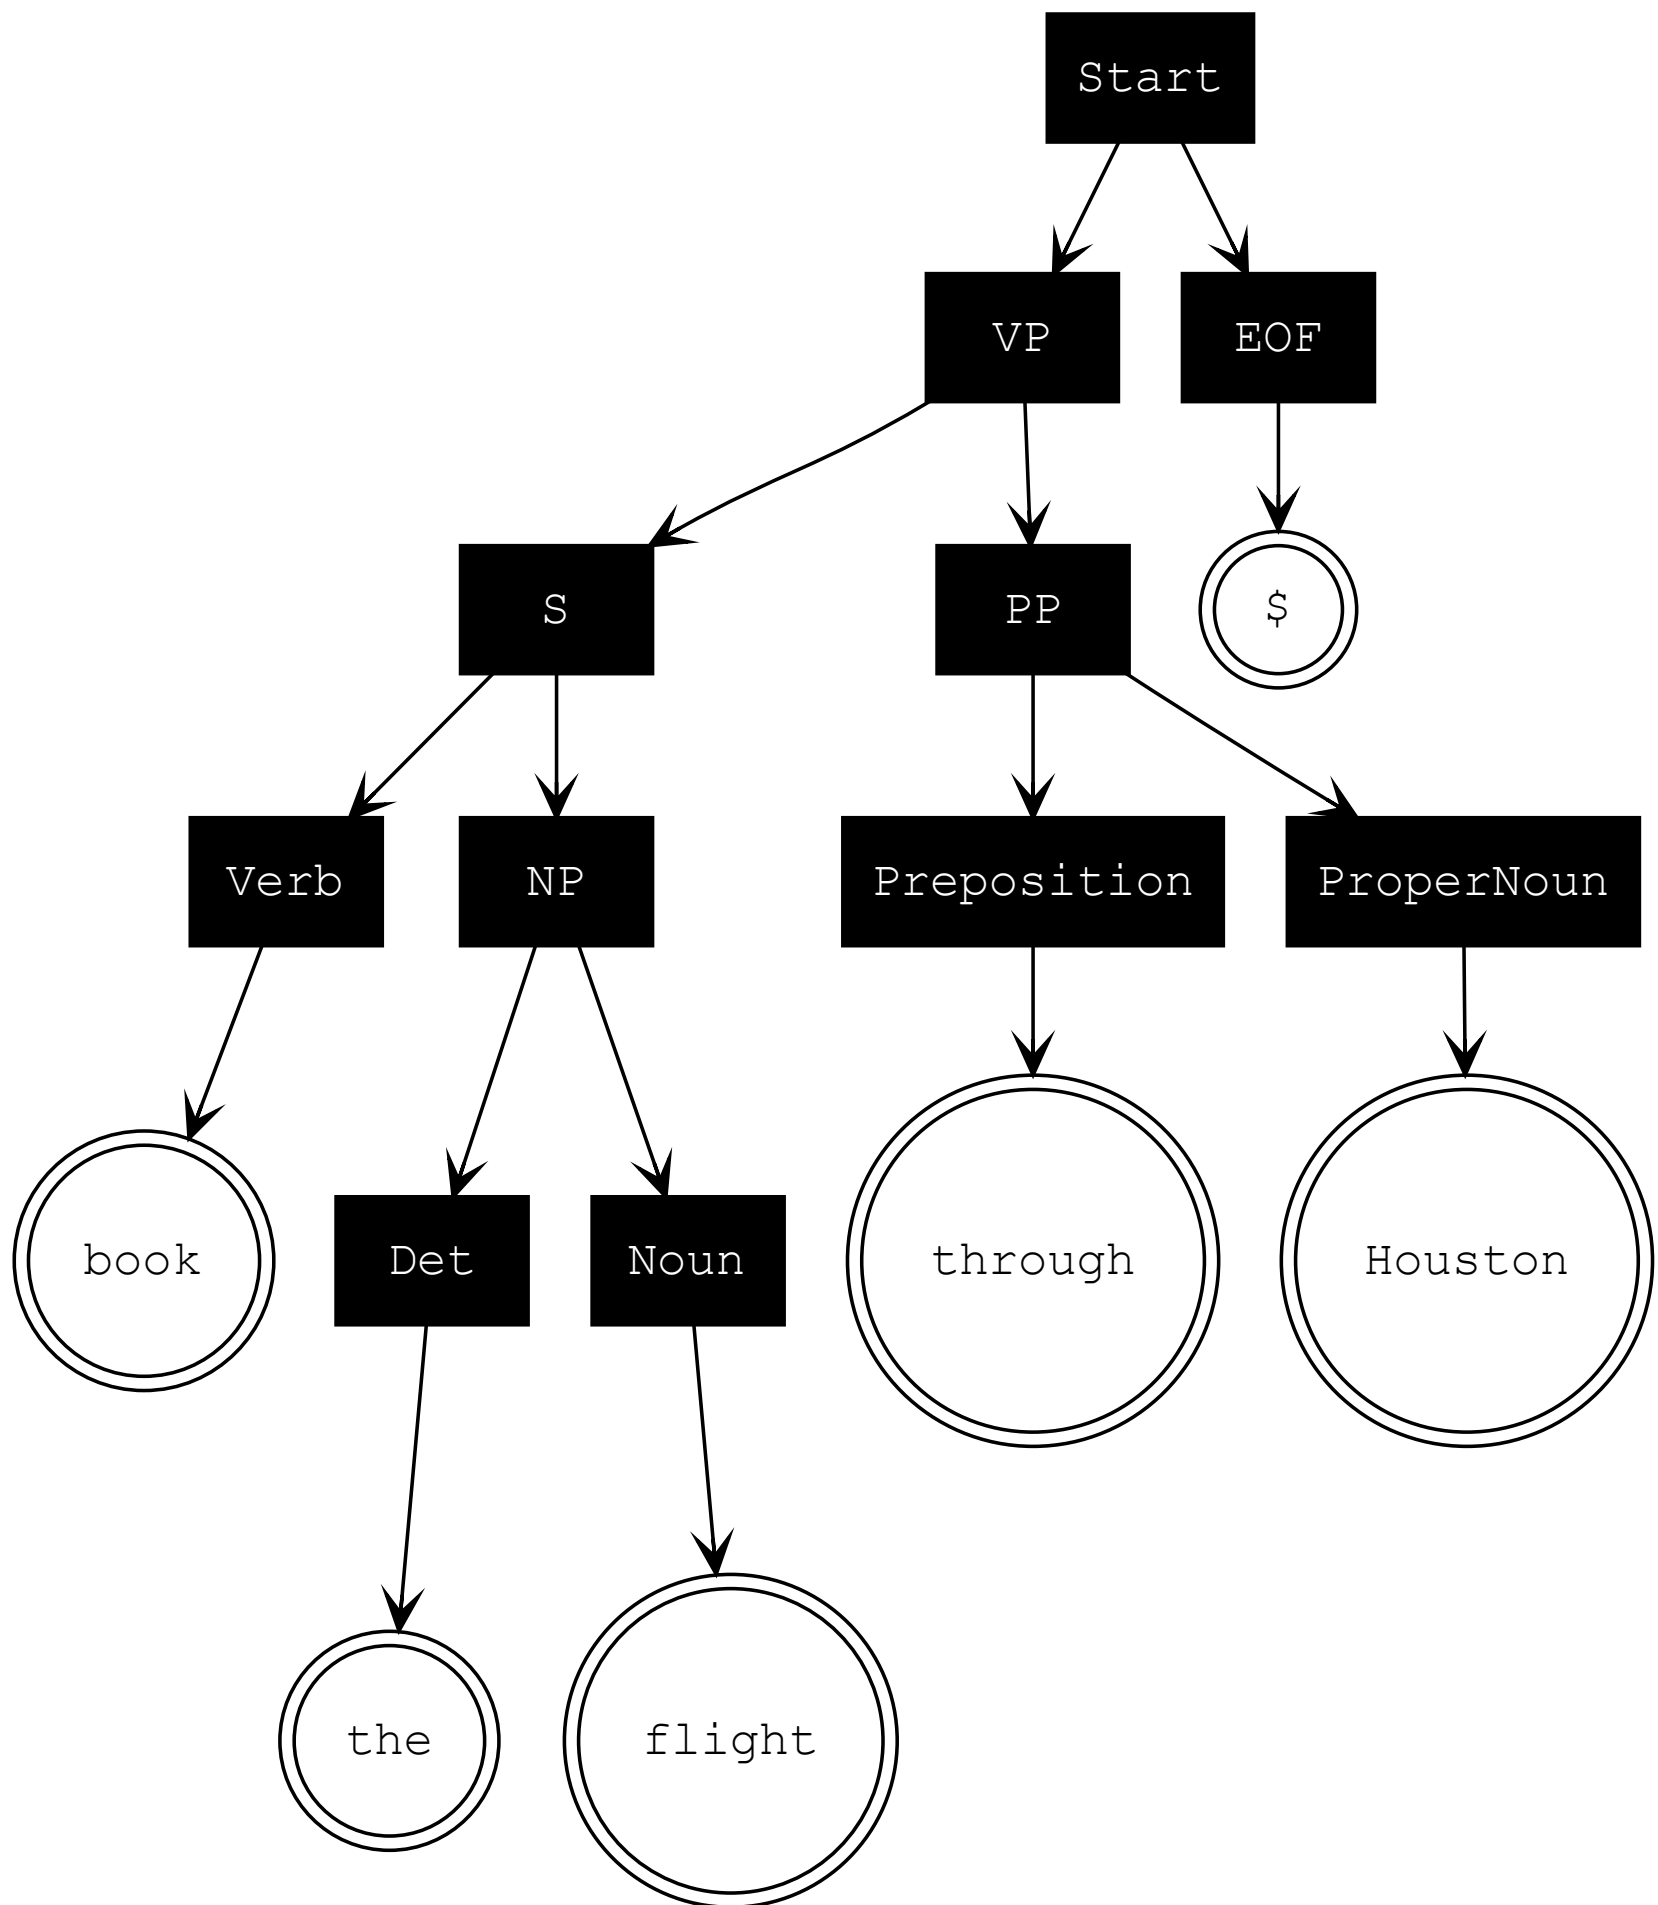 Start
VP EOF
S PP $
Verb NP Preposition ProperNoun
book Det Noun through Houston
the flight